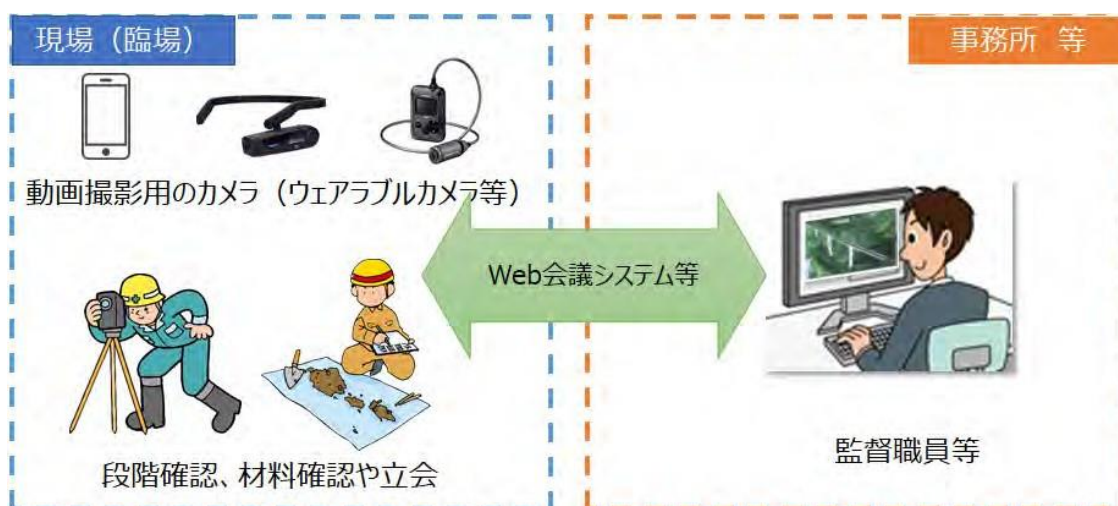 現場（臨場）
事務所 等
動画撮影用のカメラ（ウェアラブルカメラ等）
Web会議システム等
段階確認、材料確認や立会
監督職員等